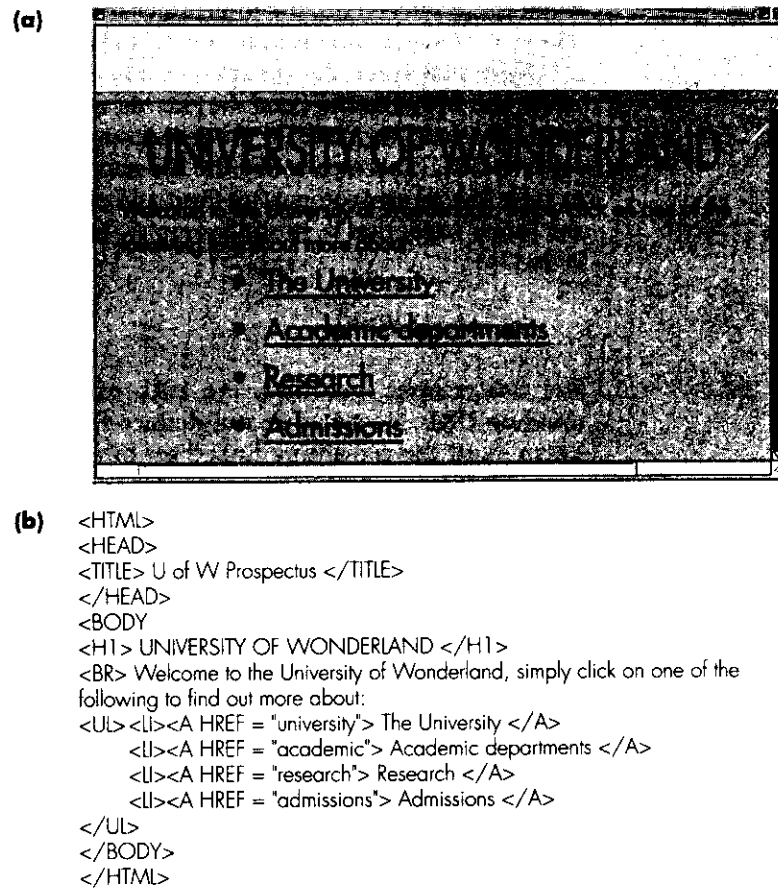 (a)
UNIVERSITY OF WONDERLAND
out more about
• The University
• Academic departments
• Research
• Admissions
(b)
<HTML>
<HEAD>
<TITLE> U of W Prospectus </TITLE>
</HEAD>
<BODY
<H1> UNIVERSITY OF WONDERLAND </H1>
<BR> Welcome to the University of Wonderland, simply click on one of the
following to find out more about:
<UL><LI><A HREF = "university"> The University </A>
<LI><A HREF = "academic"> Academic departments </A>
<LI><A HREF = "research"> Research </A>
<LI><A HREF = "admissions"> Admissions </A>
</UL>
</BODY>
</HTML>